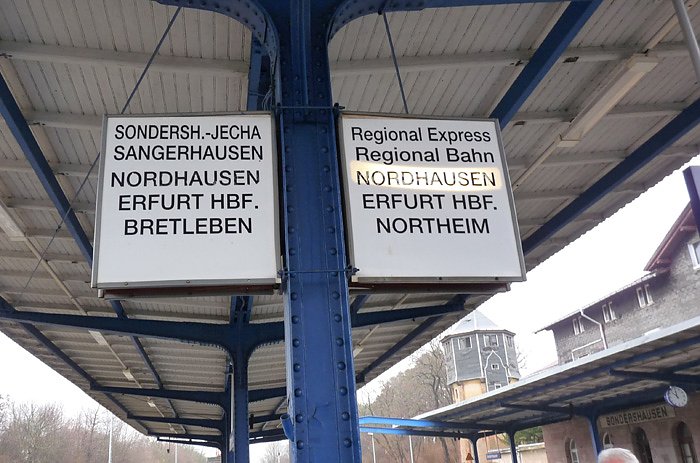 SONDERSH.-JECHA
SANGERHAUSEN
NORDHAUSEN
ERFURT HBF.
BRETLEBEN
Regional Express
Regional Bahn
NORDHAUSEN
ERFURT HBF.
NORTHEIM
SONDERSHAUSEN